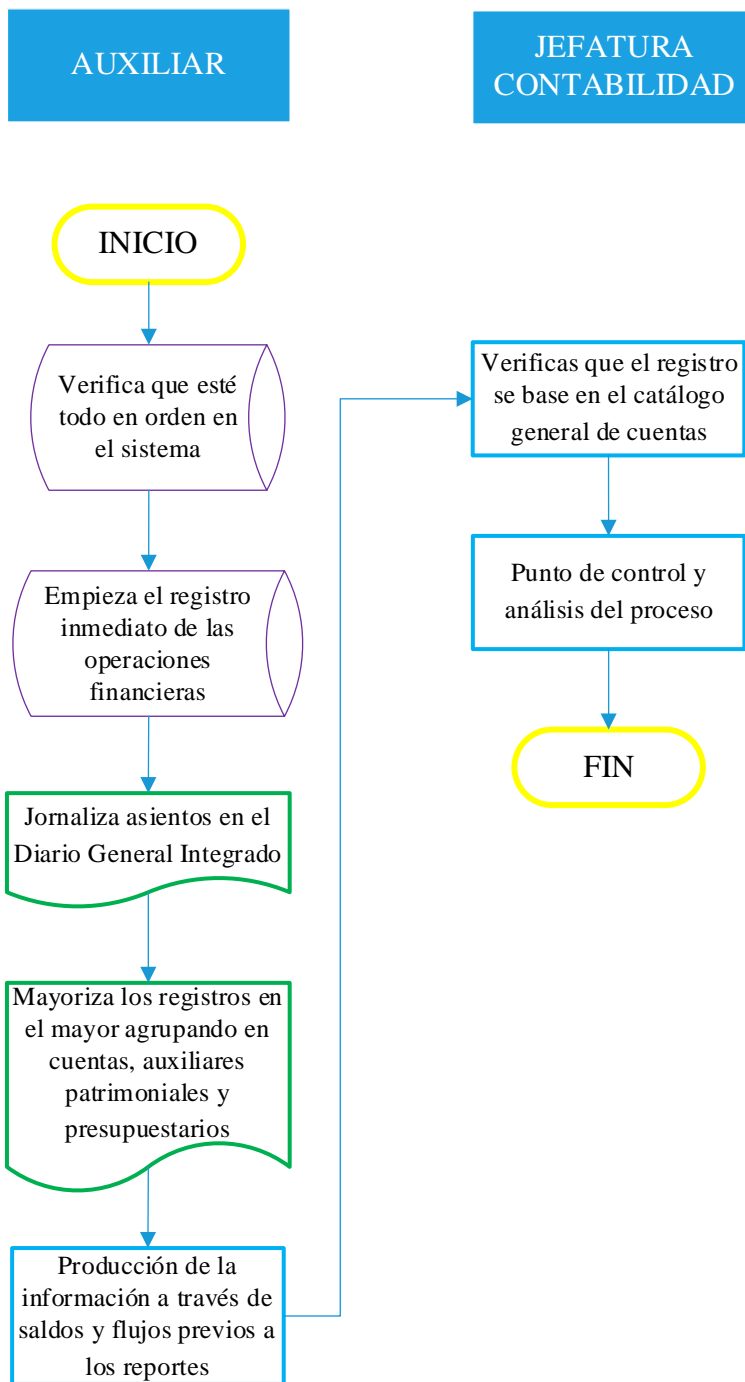 AUXILIAR
JEFATURA
CONTABILIDAD
INICIO
Verifica que esté
todo en orden en
el sistema
Empieza el registro
inmediato de las
operaciones
financieras
Jornaliza asientos en el
Diario General Integrado
Mayoriza los registros en
el mayor agrupando en
cuentas, auxiliares
patrimoniales y
presupuestarios
Producción de la
información a través de
saldos y flujos previos a
los reportes
Verificas que el registro
se base en el catálogo
general de cuentas
Punto de control y
análisis del proceso
FIN